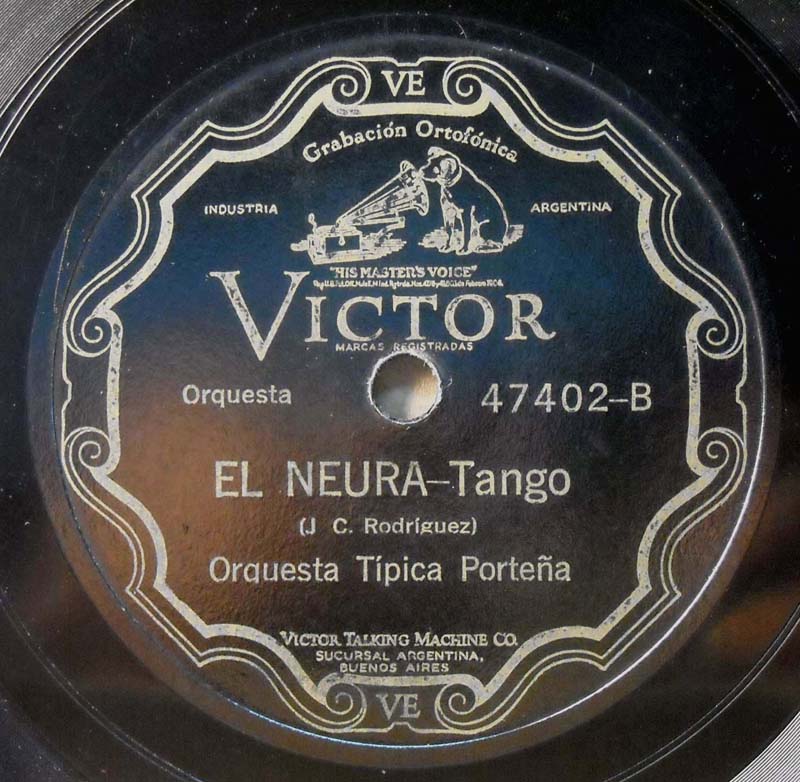 VE
Grabación Ortofónica
INDUSTRIA ARGENTINA
"HIS MASTER'S VOICE"
VICTOR
MARCAS REGISTRADAS
Orquesta 47402-B
EL NEURA-Tango
(J C. Rodríguez)
Orquesta Típica Porteña
VICTOR TALKING MACHINE CO.
SUCURSAL ARGENTINA,
BUENOS AIRES
VE